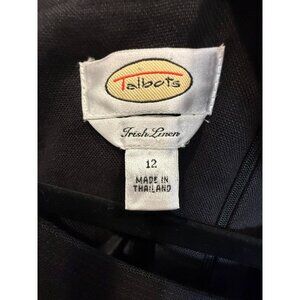 Talbots
Irish Linen
12
MADE IN
THAILAND